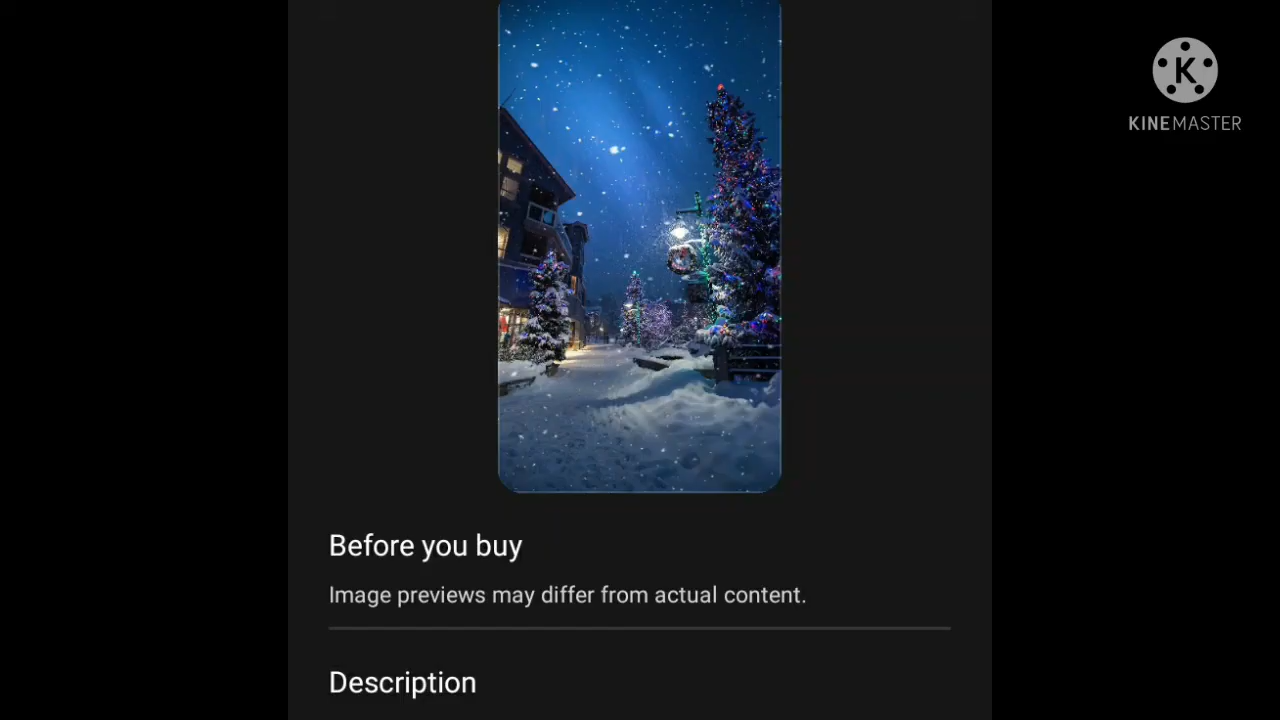 K
KINEMASTER
Before you buy
Image previews may differ from actual content.
Description